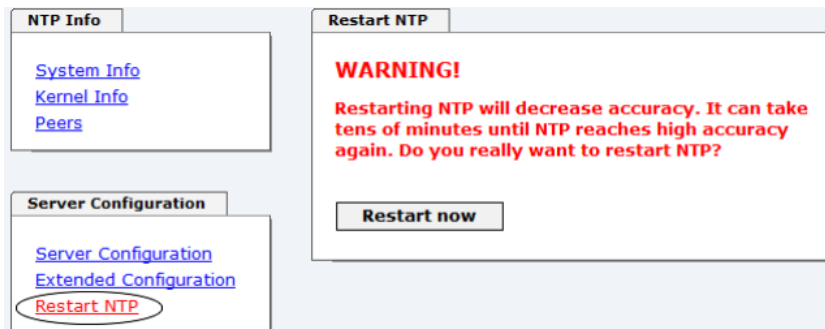 NTP Info
System Info
Kernel Info
Peers
Server Configuration
Server Configuration
Extended Configuration
Restart NTP
Restart NTP
WARNING!
Restarting NTP will decrease accuracy. It can take
tens of minutes until NTP reaches high accuracy
again. Do you really want to restart NTP?
Restart now